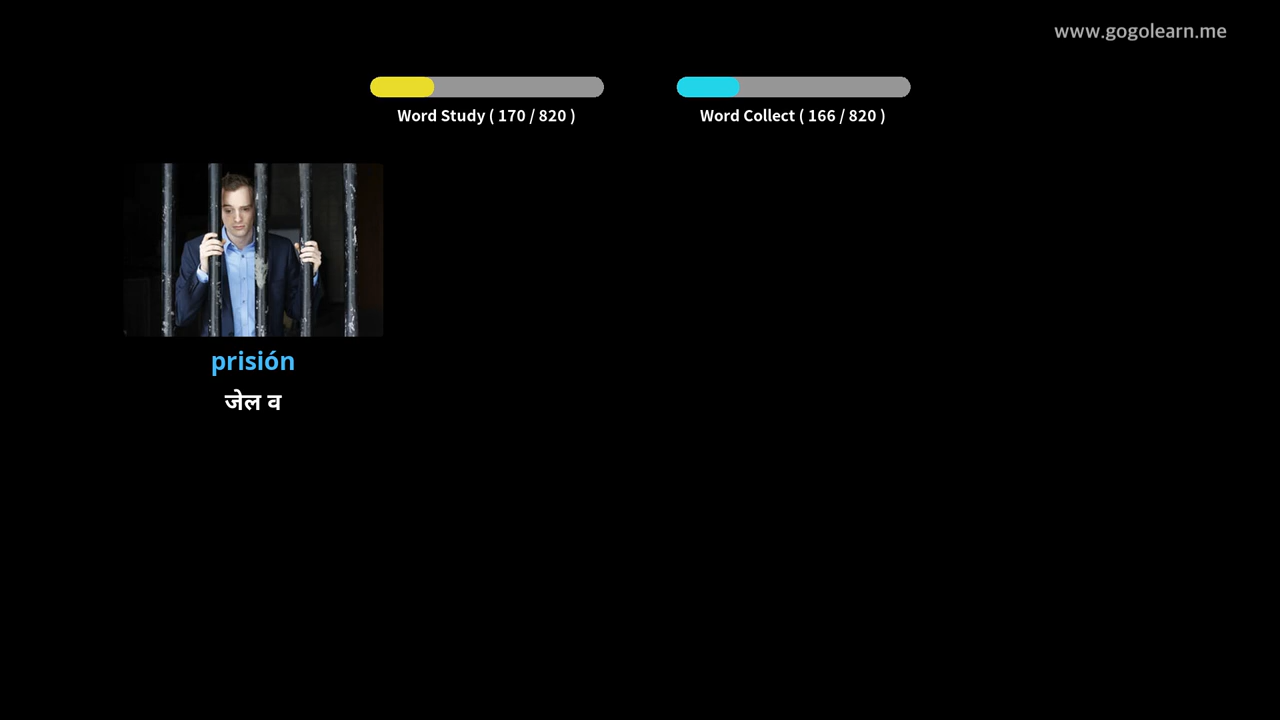 www.gogolearn.me
Word Study ( 170 / 820 )
Word Collect ( 166 / 820 )
prisión
जेल व